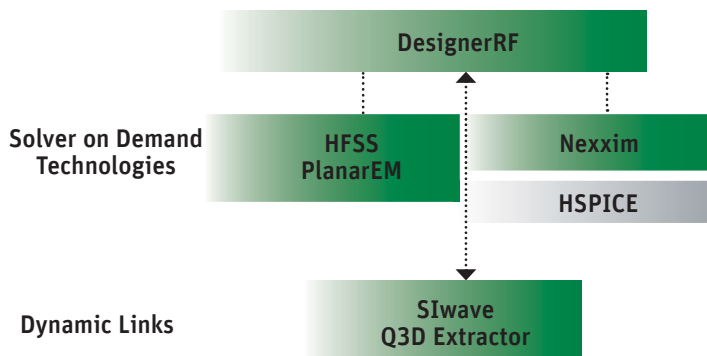 DesignerRF
Solver on Demand
Technologies
HFSS
PlanarEM
Nexxim
HSPICE
Dynamic Links
SIwave
Q3D Extractor